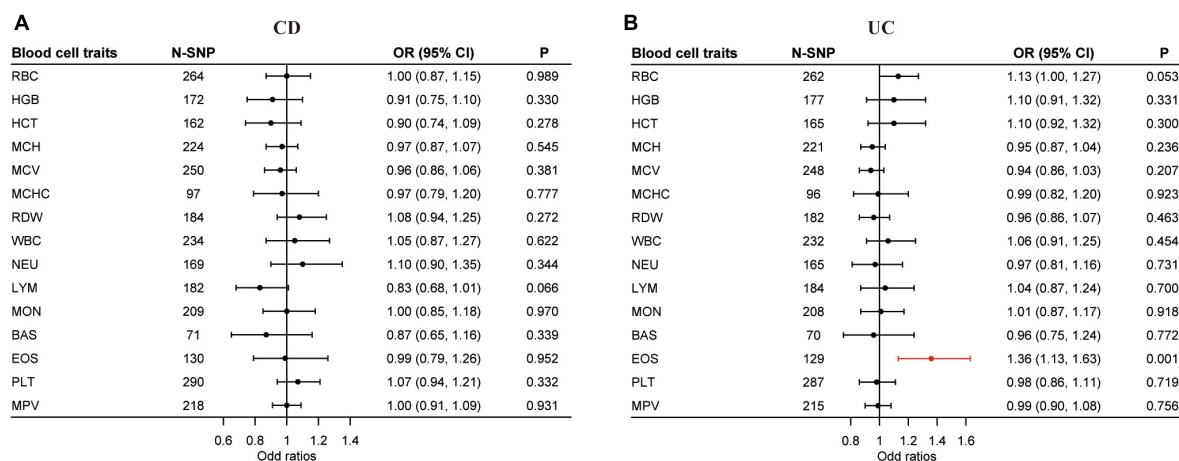 A
CD
Blood cell traits N-SNP OR (95% CI) P
RBC 264 1.00 (0.87, 1.15) 0.989
HGB 172 0.91 (0.75, 1.10) 0.330
HCT 162 0.90 (0.74, 1.09) 0.278
MCH 224 0.97 (0.87, 1.07) 0.545
MCV 250 0.96 (0.86, 1.06) 0.381
MCHC 97 0.97 (0.79, 1.20) 0.777
RDW 184 1.08 (0.94, 1.25) 0.272
WBC 234 1.05 (0.87, 1.27) 0.622
NEU 169 1.10 (0.90, 1.35) 0.344
LYM 182 0.83 (0.68, 1.01) 0.066
MON 209 1.00 (0.85, 1.18) 0.970
BAS 71 0.87 (0.65, 1.16) 0.339
EOS 130 0.99 (0.79, 1.26) 0.952
PLT 290 1.07 (0.94, 1.21) 0.332
MPV 218 1.00 (0.91, 1.09) 0.931
0.6 0.8 1 1.2 1.4
Odd ratios
B
UC
Blood cell traits N-SNP OR (95% CI) P
RBC 262 1.13 (1.00, 1.27) 0.053
HGB 177 1.10 (0.91, 1.32) 0.331
HCT 165 1.10 (0.92, 1.32) 0.300
MCH 221 0.95 (0.87, 1.04) 0.236
MCV 248 0.94 (0.86, 1.03) 0.207
MCHC 96 0.99 (0.82, 1.20) 0.923
RDW 182 0.96 (0.86, 1.07) 0.463
WBC 232 1.06 (0.91, 1.25) 0.454
NEU 165 0.97 (0.81, 1.16) 0.731
LYM 184 1.04 (0.87, 1.24) 0.700
MON 208 1.01 (0.87, 1.17) 0.918
BAS 70 0.96 (0.75, 1.24) 0.772
EOS 129 1.36 (1.13, 1.63) 0.001
PLT 287 0.98 (0.86, 1.11) 0.719
MPV 215 0.99 (0.90, 1.08) 0.756
0.8 1 1.2 1.4 1.6
Odd ratios